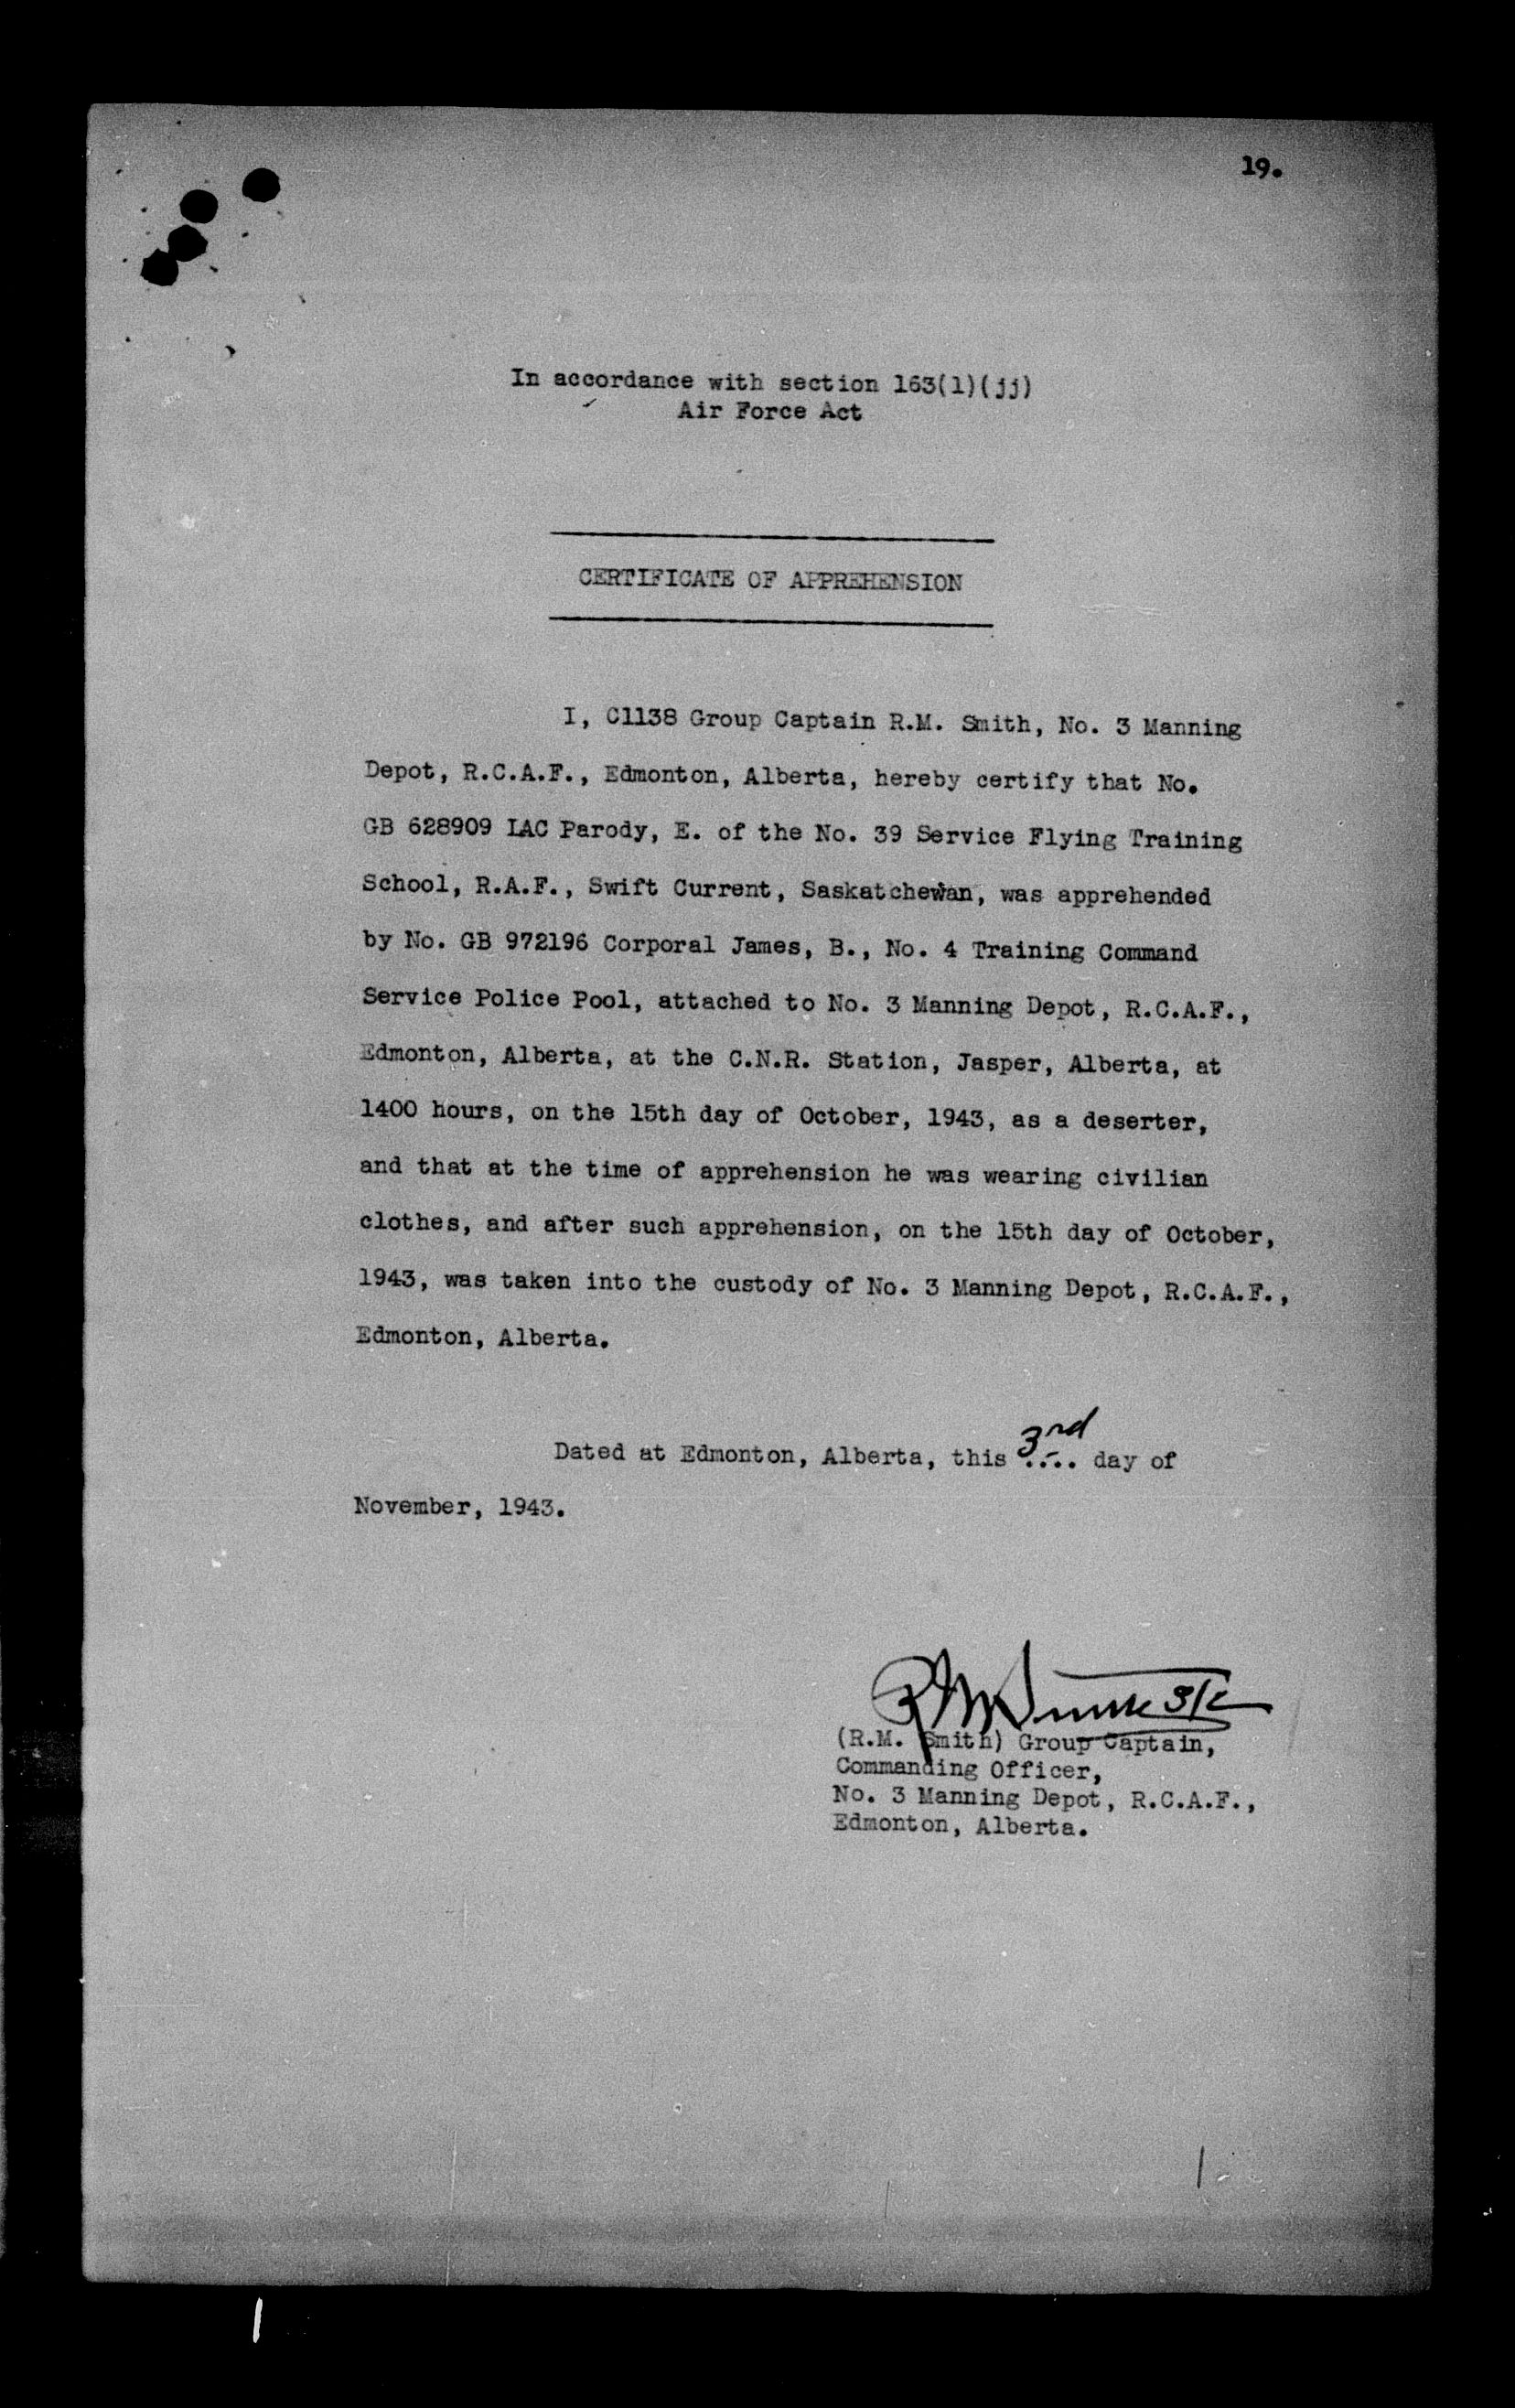 19.
In accordance with section 163(1)(jj)
Air Force Act
CERTIFICATE OF APPREHENSION
I, C1138 Group Captain R.M. Smith, No. 3 Manning
Depot, R.C.A.F., Edmonton, Alberta, hereby certify that No.
GB 628909 LAC Parody, E. of the No. 39 Service Flying Training
School, R.A.F., Swift Current, Saskatchewan, was apprehended
by No. GB 972196 Corporal James, B., No. 4 Training Command
Service Police Pool, attached to No. 3 Manning Depot, R.C.A.F.,
Edmonton, Alberta, at the C.N.R. Station, Jasper, Alberta, at
1400 hours, on the 15th day of October, 1943, as a deserter,
and that at the time of apprehension he was wearing civilian
clothes, and after such apprehension, on the 15th day of October,
1943, was taken into the custody of No. 3 Manning Depot, R.C.A.F.,
Edmonton, Alberta.
Dated at Edmonton, Alberta, this 3rd .... day of
November, 1943.
(R.M. Smith) Group Captain,
Commanding Officer,
No. 3 Manning Depot, R.C.A.F.,
Edmonton, Alberta.